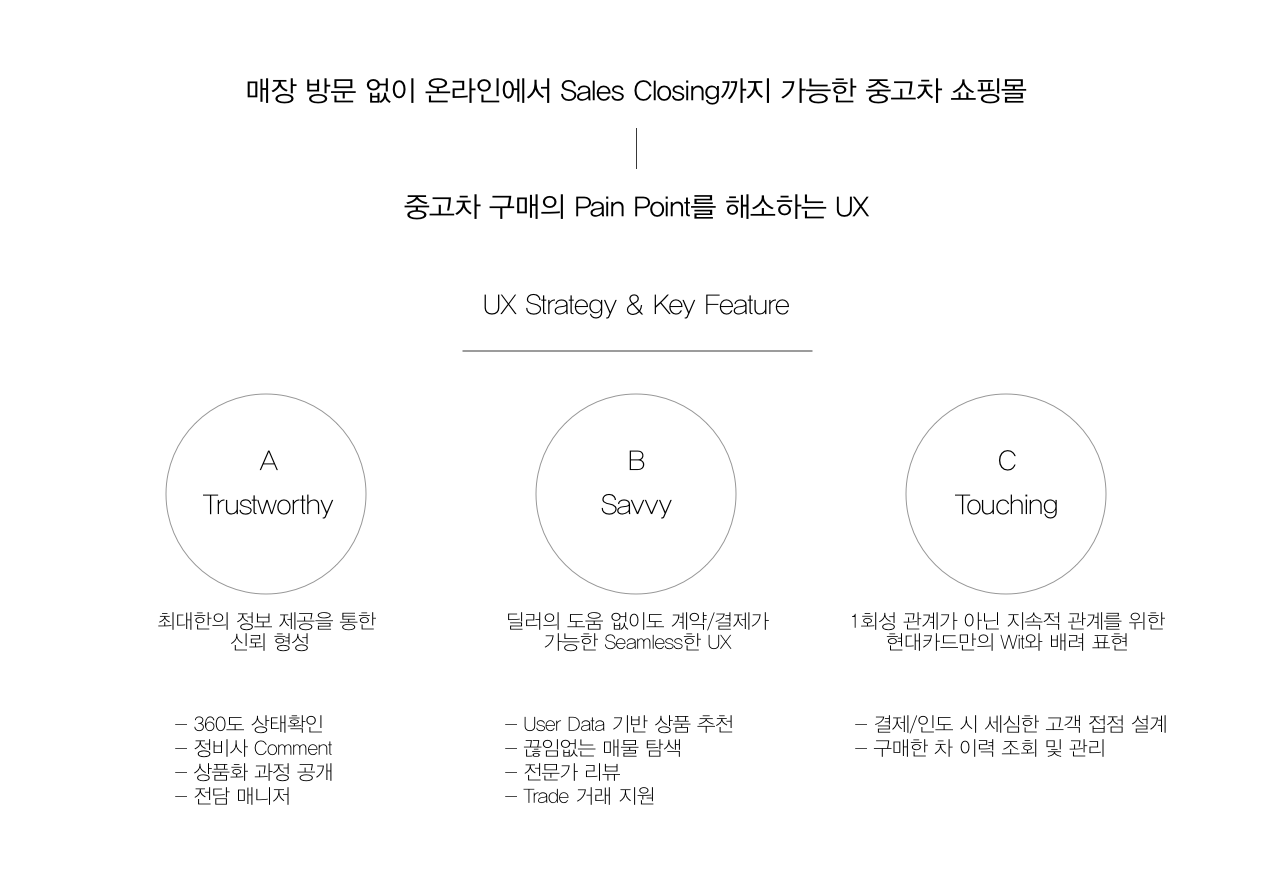 매장 방문 없이 온라인에서 Sales Closing까지 가능한 중고차 쇼핑몰
중고차 구매의 Pain Point를 해소하는 UX
UX Strategy & Key Feature
A
Trustworthy
최대한의 정보 제공을 통한
신뢰 형성
– 360도 상태확인
– 정비사 Comment
– 상품화 과정 공개
– 전담 매니저
B
Savvy
딜러의 도움 없이도 계약/결제가
가능한 Seamless한 UX
– User Data 기반 상품 추천
– 끊임없는 매물 탐색
– 전문가 리뷰
– Trade 거래 지원
C
Touching
1회성 관계가 아닌 지속적 관계를 위한
현대카드만의 Wit와 배려 표현
– 결제/인도 시 세심한 고객 접점 설계
– 구매한 차 이력 조회 및 관리